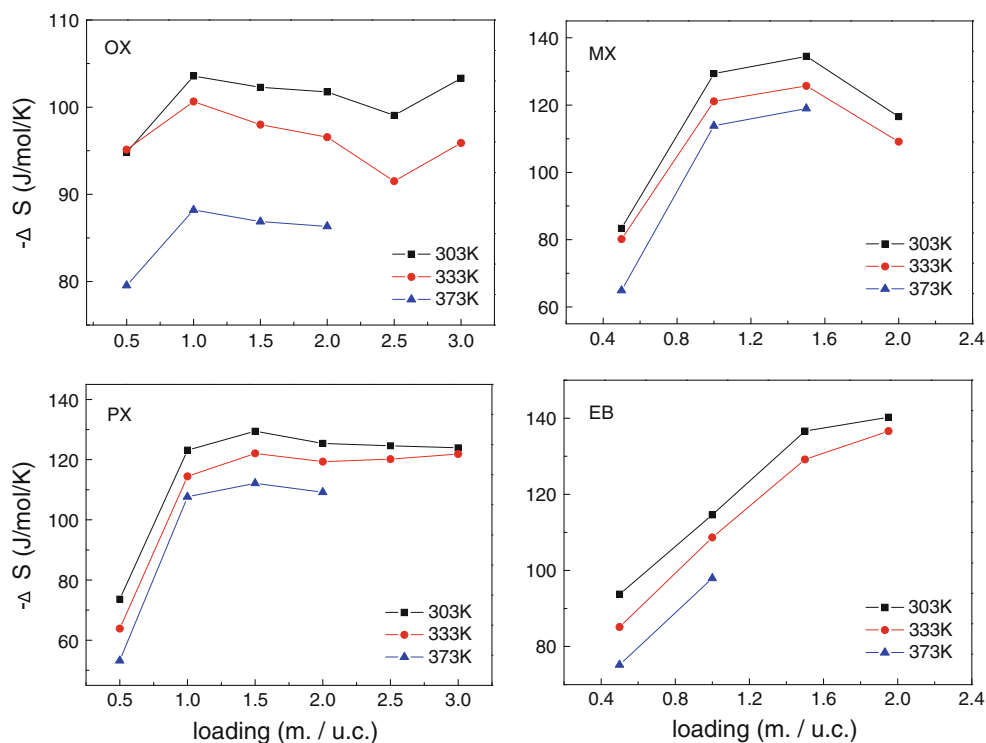 110
100
90
80
-Δ S (J/mol/K)
OX
303K
333K
373K
0.5 1.0 1.5 2.0 2.5 3.0
140
120
100
80
60
MX
303K
333K
373K
0.4 0.8 1.2 1.6 2.0 2.4
140
120
100
80
60
-Δ S (J/mol/K)
PX
303K
333K
373K
0.5 1.0 1.5 2.0 2.5 3.0
loading (m. / u.c.)
140
120
100
80
EB
303K
333K
373K
0.4 0.8 1.2 1.6 2.0 2.4
loading (m. / u.c.)